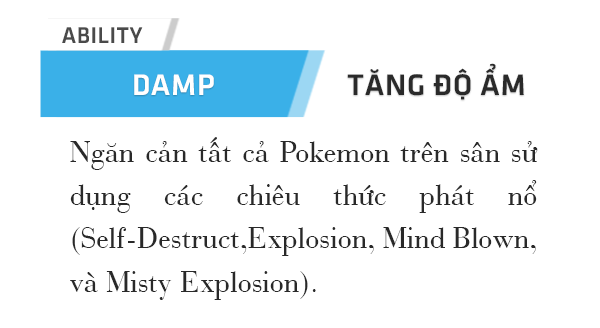 ABILITY
DAMP TĂNG ĐỘ ẨM
Ngăn cản tất cả Pokemon trên sân sử
dụng các chiêu thức phát nổ
(Self-Destruct,Explosion, Mind Blown,
và Misty Explosion).